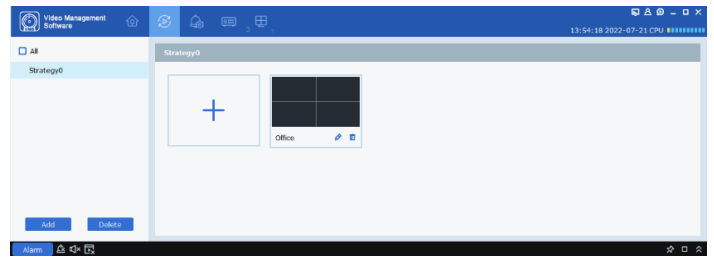 Video Management
Software
13:54:18 2022-07-21 CPU
All
Strategy0
Strategy0
Office
Add
Delete
Alarm